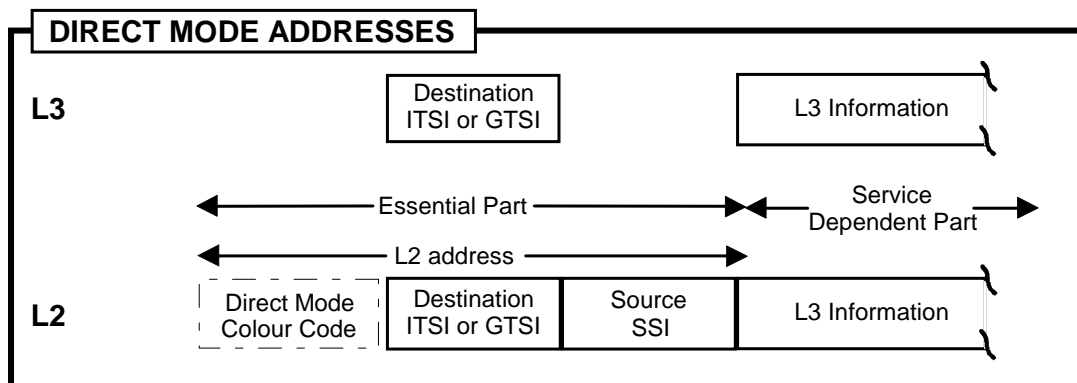 DIRECT MODE ADDRESSES
L3
Destination
ITSI or GTSI
L3 Information
Essential Part
Service
Dependent Part
L2 address
L2
Direct Mode
Colour Code
Destination
ITSI or GTSI
Source
SSI
L3 Information